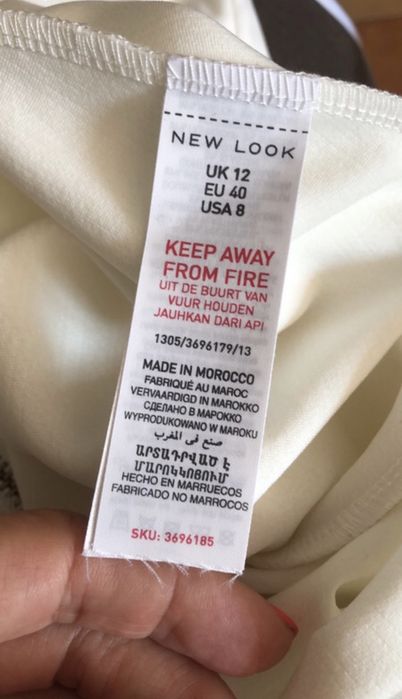 NEW LOOK
UK 12
EU 40
USA 8
KEEP AWAY
FROM FIRE
UIT DE BUURT VAN
VUUR HOUDEN
JAUHKAN DARI API
1305/3696179/13
MADE IN MOROCCO
FABRIQUÉ AU MAROC
VERVAARDIGD IN MAROKKO
СДЕЛАНО В МАРОККО
WYPRODUKOWANO W MAROKU
صنع في المغرب
ԱՐՏԱԴՐՎԱԾ Է
ՄԱՐՈԿԿՈՅՈՒՄ
HECHO EN MARRUECOS
FABRICADO NO MARROCOS
SKU: 3696185